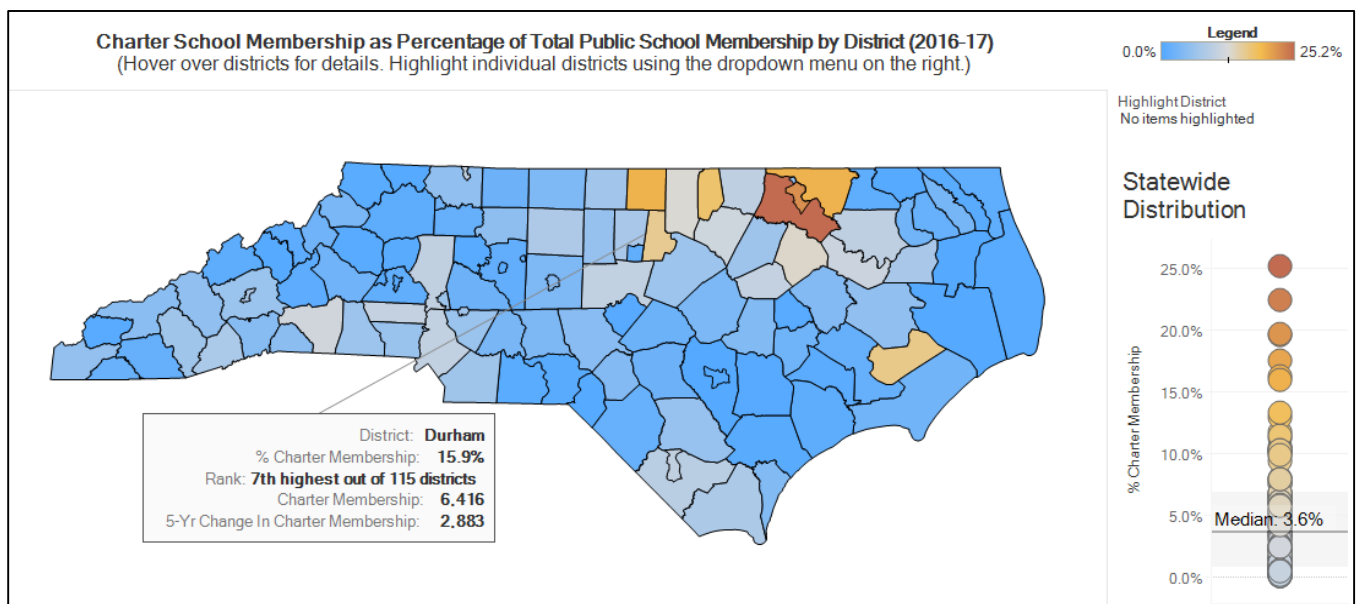 Charter School Membership as Percentage of Total Public School Membership by District (2016-17)
(Hover over districts for details. Highlight individual districts using the dropdown menu on the right.)
Legend
0.0% 25.2%
Highlight District
No items highlighted
Statewide
Distribution
% Charter Membership
25.0%
20.0%
15.0%
10.0%
5.0%
Median: 3.6%
0.0%
District: Durham
% Charter Membership: 15.9%
Rank: 7th highest out of 115 districts
Charter Membership: 6,416
5-Yr Change In Charter Membership: 2,883